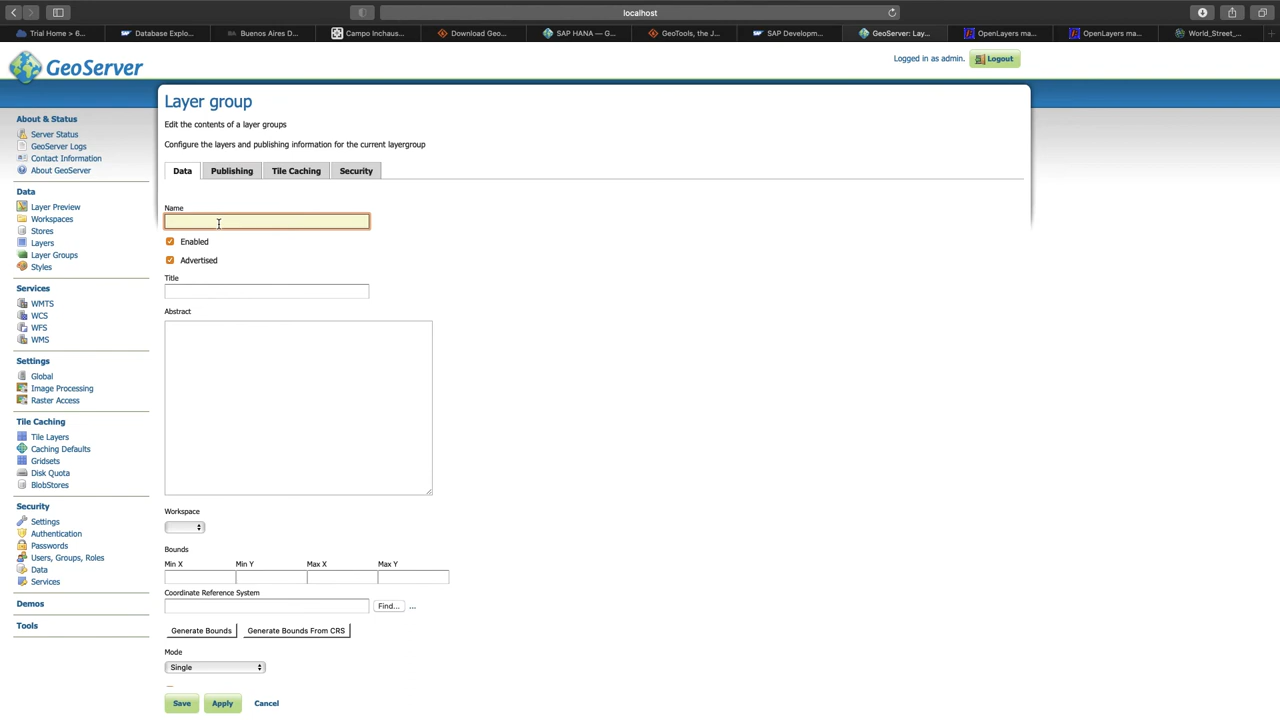 localhost
Trial Home > 6...
Database Explo...
Buenos Aires D...
Campo Inchaus...
Download Geo...
SAP HANA — G...
GeoTools, the J...
SAP Developm...
GeoServer: Lay...
OpenLayers ma...
OpenLayers ma...
World_Street_...
GeoServer
Logged in as admin.
Logout
About & Status
Server Status
GeoServer Logs
Contact Information
About GeoServer
Data
Layer Preview
Workspaces
Stores
Layers
Layer Groups
Styles
Services
WMTS
WCS
WFS
WMS
Settings
Global
Image Processing
Raster Access
Tile Caching
Tile Layers
Caching Defaults
Gridsets
Disk Quota
BlobStores
Security
Settings
Authentication
Passwords
Users, Groups, Roles
Data
Services
Demos
Tools
Layer group
Edit the contents of a layer groups
Configure the layers and publishing information for the current layergroup
Data Publishing Tile Caching Security
Name
Enabled
Advertised
Title
Abstract
Workspace
Bounds
Min X Min Y Max X Max Y
Coordinate Reference System
Find... ...
Generate Bounds Generate Bounds From CRS
Mode
Single
Save Apply Cancel